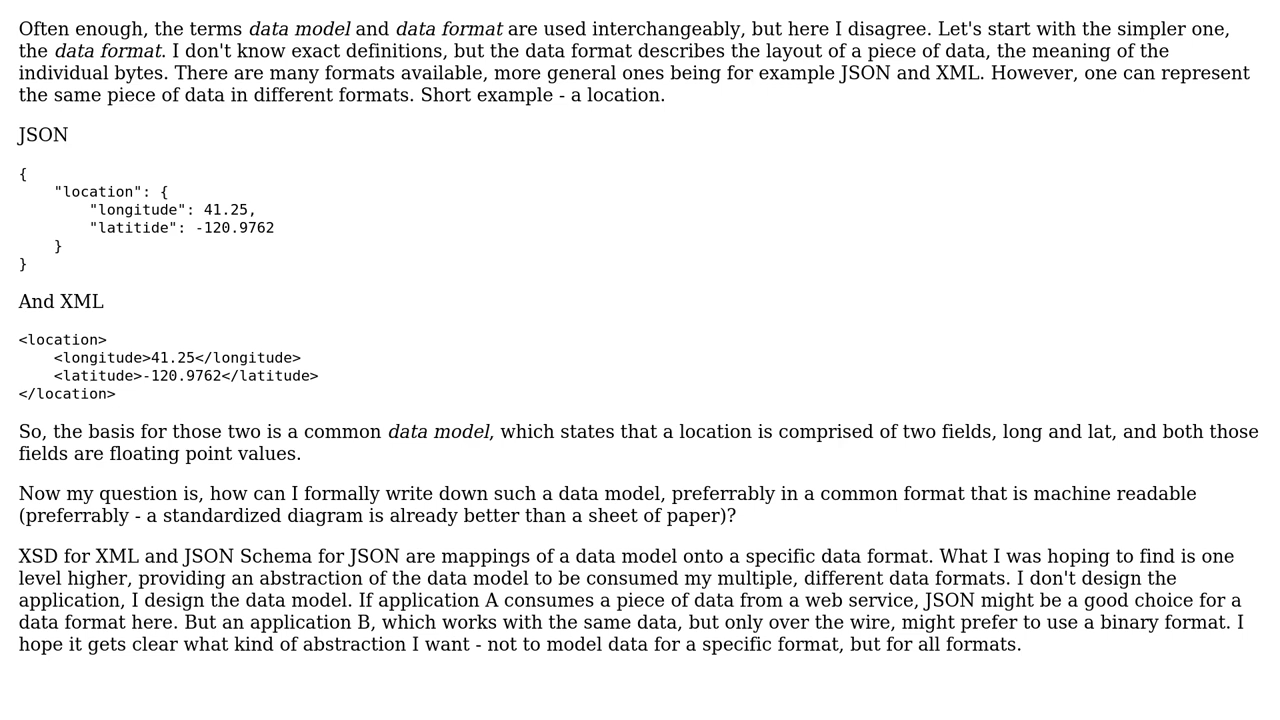 Often enough, the terms data model and data format are used interchangeably, but here I disagree. Let's start with the simpler one,
the data format. I don't know exact definitions, but the data format describes the layout of a piece of data, the meaning of the
individual bytes. There are many formats available, more general ones being for example JSON and XML. However, one can represent
the same piece of data in different formats. Short example - a location.
JSON
{
    "location": {
        "longitude": 41.25,
        "latitide": -120.9762
    }
}
And XML
<location>
    <longitude>41.25</longitude>
    <latitude>-120.9762</latitude>
</location>
So, the basis for those two is a common data model, which states that a location is comprised of two fields, long and lat, and both those
fields are floating point values.
Now my question is, how can I formally write down such a data model, preferrably in a common format that is machine readable
(preferrably - a standardized diagram is already better than a sheet of paper)?
XSD for XML and JSON Schema for JSON are mappings of a data model onto a specific data format. What I was hoping to find is one
level higher, providing an abstraction of the data model to be consumed my multiple, different data formats. I don't design the
application, I design the data model. If application A consumes a piece of data from a web service, JSON might be a good choice for a
data format here. But an application B, which works with the same data, but only over the wire, might prefer to use a binary format. I
hope it gets clear what kind of abstraction I want - not to model data for a specific format, but for all formats.